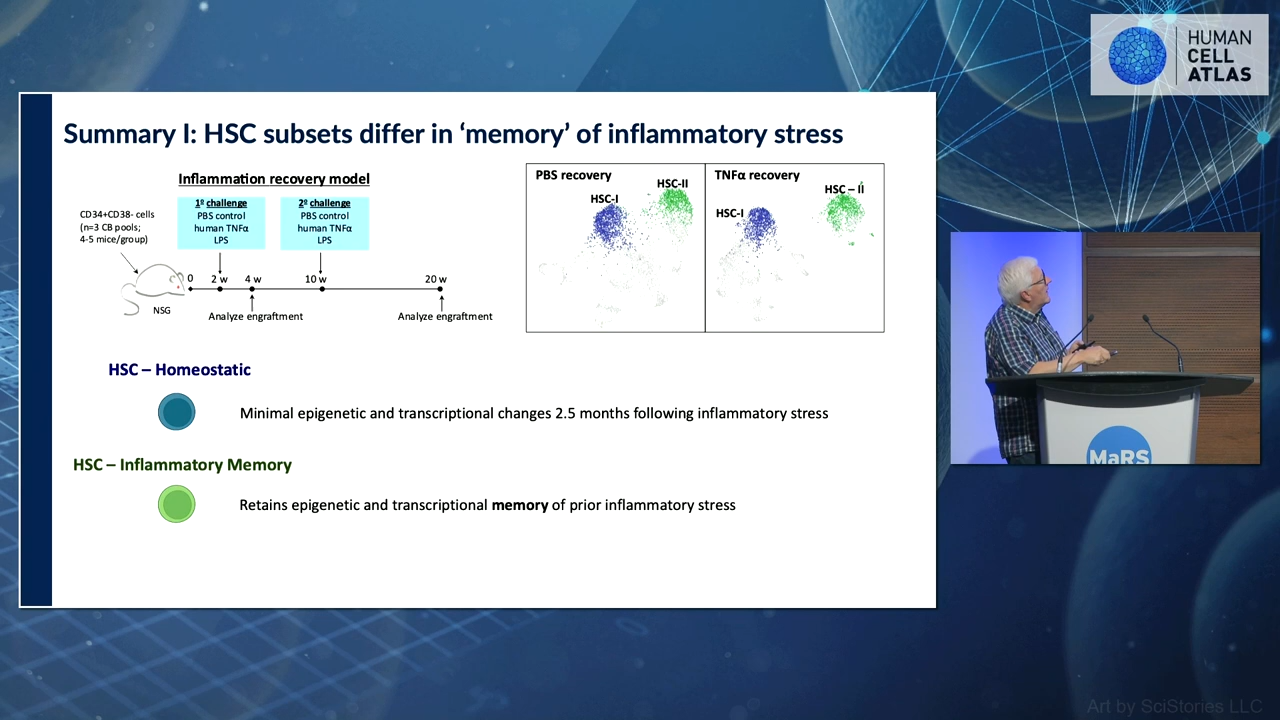 HUMAN
CELL
ATLAS
Summary I: HSC subsets differ in ‘memory’ of inflammatory stress
Inflammation recovery model
CD34+CD38- cells
(n=3 CB pools;
4-5 mice/group)
1º challenge
PBS control
human TNFα
LPS
2º challenge
PBS control
human TNFα
LPS
0
2 w
4 w
10 w
20 w
NSG
Analyze engraftment
Analyze engraftment
PBS recovery
HSC-I
HSC-II
TNFα recovery
HSC-I
HSC – II
HSC – Homeostatic
Minimal epigenetic and transcriptional changes 2.5 months following inflammatory stress
HSC – Inflammatory Memory
Retains epigenetic and transcriptional memory of prior inflammatory stress
MaRS
Art by SciStories LLC